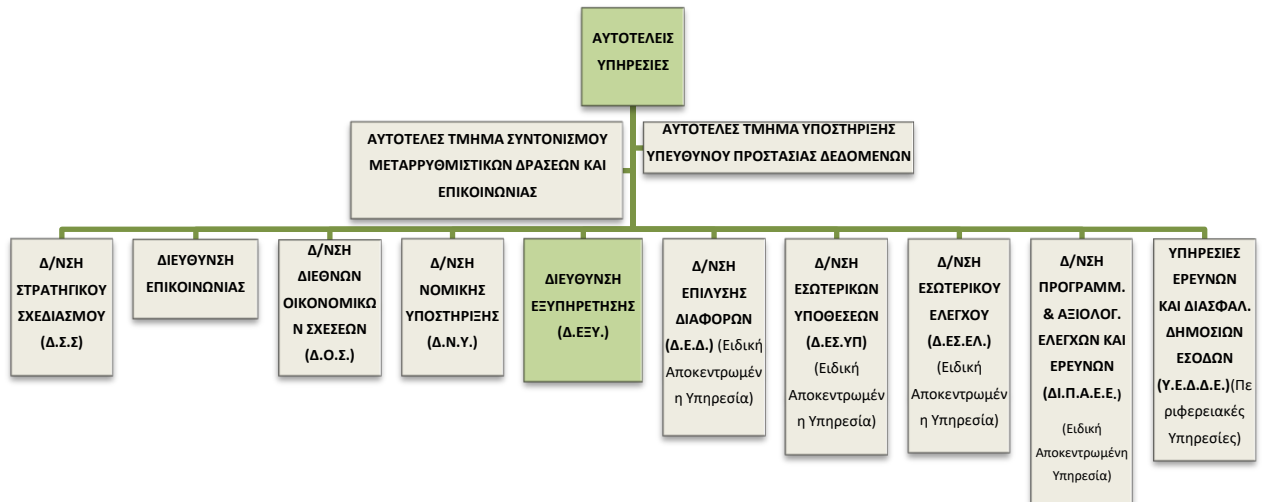 ΑΥΤΟΤΕΛΕΙΣ
ΥΠΗΡΕΣΙΕΣ
ΑΥΤΟΤΕΛΕΣ ΤΜΗΜΑ ΣΥΝΤΟΝΙΣΜΟΥ
ΜΕΤΑΡΡΥΘΜΙΣΤΙΚΩΝ ΔΡΑΣΕΩΝ ΚΑΙ
ΕΠΙΚΟΙΝΩΝΙΑΣ
ΑΥΤΟΤΕΛΕΣ ΤΜΗΜΑ ΥΠΟΣΤΗΡΙΞΗΣ
ΥΠΕΥΘΥΝΟΥ ΠΡΟΣΤΑΣΙΑΣ ΔΕΔΟΜΕΝΩΝ
Δ/ΝΣΗ
ΣΤΡΑΤΗΓΙΚΟΥ
ΣΧΕΔΙΑΣΜΟΥ
(Δ.Σ.Σ)
ΔΙΕΥΘΥΝΣΗ
ΕΠΙΚΟΙΝΩΝΙΑΣ
Δ/ΝΣΗ
ΔΙΕΘΝΩΝ
ΟΙΚΟΝΟΜΙΚΩ
Ν ΣΧΕΣΕΩΝ
(Δ.Ο.Σ.)
Δ/ΝΣΗ
ΝΟΜΙΚΗΣ
ΥΠΟΣΤΗΡΙΞΗΣ
(Δ.Ν.Υ.)
ΔΙΕΥΘΥΝΣΗ
ΕΞΥΠΗΡΕΤΗΣΗΣ
(Δ.ΕΞΥ.)
Δ/ΝΣΗ
ΕΠΙΛΥΣΗΣ
ΔΙΑΦΟΡΩΝ
(Δ.Ε.Δ.) (Ειδική
Αποκεντρωμέν
η Υπηρεσία)
Δ/ΝΣΗ
ΕΣΩΤΕΡΙΚΩΝ
ΥΠΟΘΕΣΕΩΝ
(Δ.ΕΣ.ΥΠ)
(Ειδική
Αποκεντρωμέν
η Υπηρεσία)
Δ/ΝΣΗ
ΕΣΩΤΕΡΙΚΟΥ
ΕΛΕΓΧΟΥ
(Δ.ΕΣ.ΕΛ.)
(Ειδική
Αποκεντρωμέν
η Υπηρεσία)
Δ/ΝΣΗ
ΠΡΟΓΡΑΜΜ.
& ΑΞΙΟΛΟΓ.
ΕΛΕΓΧΩΝ ΚΑΙ
ΕΡΕΥΝΩΝ
(ΔΙ.Π.Α.Ε.Ε.)
(Ειδική
Αποκεντρωμένη
Υπηρεσία)
ΥΠΗΡΕΣΙΕΣ
ΕΡΕΥΝΩΝ
ΚΑΙ ΔΙΑΣΦΑΛ.
ΔΗΜΟΣΙΩΝ
ΕΣΟΔΩΝ
(Υ.Ε.Δ.Δ.Ε.)(Πε
ριφερειακές
Υπηρεσίες)